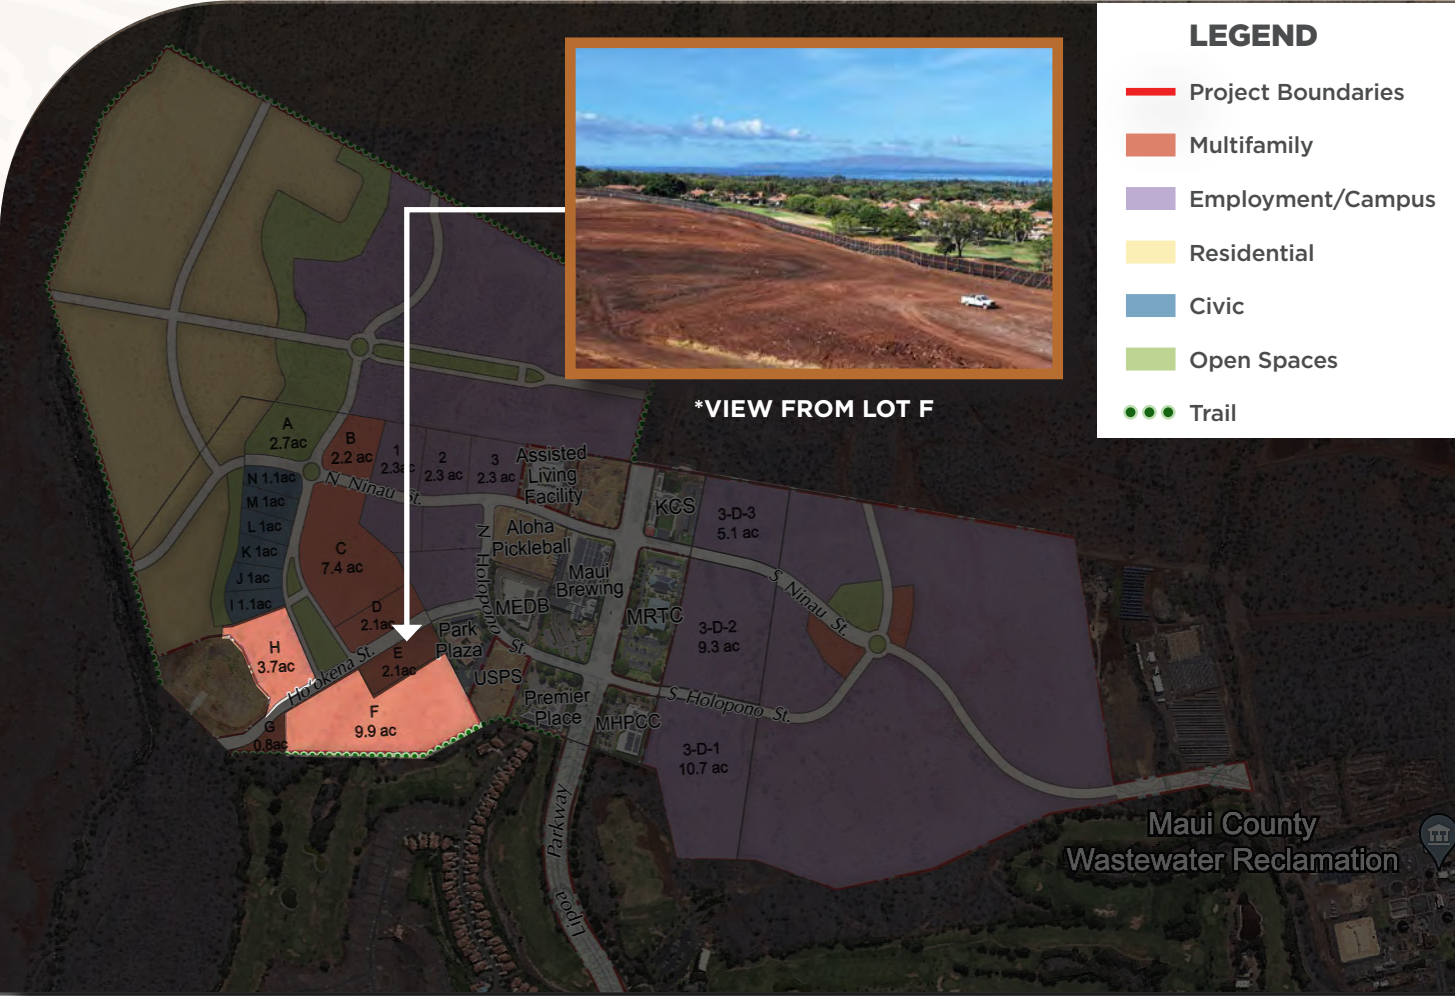 LEGEND
Project Boundaries
Multifamily
Employment/Campus
Residential
Civic
Open Spaces
Trail
*VIEW FROM LOT F
A
2.7ac
B
2.2 ac
1
2.3ac
2
2.3 ac
3
2.3 ac
Assisted
Living
Facility
N 1.1ac
M 1ac
L 1ac
K 1ac
J 1ac
I 1.1ac
N Ninau St.
C
7.4 ac
D
2.1ac
E
2.1ac
F
9.9 ac
G
0.8ac
H
3.7ac
Ho'okena St.
N Holopono St.
Aloha
Pickleball
Maui
Brewing
MEDB
Park
Plaza
USPS
Premier
Place
KCS
MRTC
MHPCC
3-D-3
5.1 ac
3-D-2
9.3 ac
3-D-1
10.7 ac
S Ninau St.
S Holopono St.
Lipoa Parkway
Maui County
Wastewater Reclamation